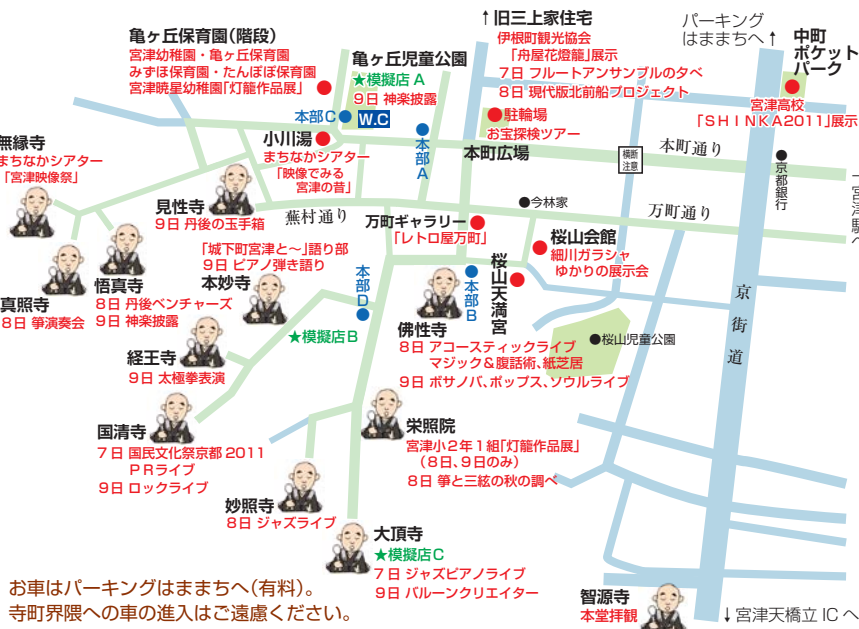 ↑旧三上家住宅
伊根町観光協会
「舟屋花燈籠」展示
7日 フルートアンサンブルの夕べ
8日 現代版北前船プロジェクト
パーキング
はままちへ↑
中町
ポケット
パーク
宮津高校
「SHINKA2011」展示
亀ヶ丘保育園(階段)
宮津幼稚園・亀ヶ丘保育園
みずほ保育園・たんぽぽ保育園
宮津暁星幼稚園「灯籠作品展」
亀ヶ丘児童公園
★模擬店A
9日 神楽披露
本部C
W.C
本部A
駐輪場
お宝探検ツアー
本町広場
本町通り
横断
注意
京都銀行
無縁寺
まちなかシアター
「宮津映像祭」
小川湯
まちなかシアター
「映像でみる
宮津の昔」
見性寺
9日 丹後の玉手箱
蕪村通り
万町ギャラリー
「レトロ屋万町」
今林家
万町通り
桜山会館
細川ガラシャ
ゆかりの展示会
「城下町宮津と〜」語り部
9日 ピアノ弾き語り
本妙寺
悟真寺
8日 丹後ベンチャーズ
9日 神楽披露
真照寺
8日 箏演奏会
本部D
本部B
桜山天満宮
京街道
★模擬店B
佛性寺
8日 アコースティックライブ
マジック&腹話術、紙芝居
9日 ボサノバ、ポップス、ソウルライブ
桜山児童公園
経王寺
9日 太極拳表演
国清寺
7日 国民文化祭京都2011
PRライブ
9日 ロックライブ
栄照院
宮津小2年1組「灯籠作品展」
(8日、9日のみ)
8日 箏と三絃の秋の調べ
妙照寺
8日 ジャズライブ
大頂寺
★模擬店C
7日 ジャズピアノライブ
9日 バルーンクリエイター
智源寺
本堂拝観
↓宮津天橋立ICへ
お車はパーキングはままちへ(有料)。
寺町界隈への車の進入はご遠慮ください。